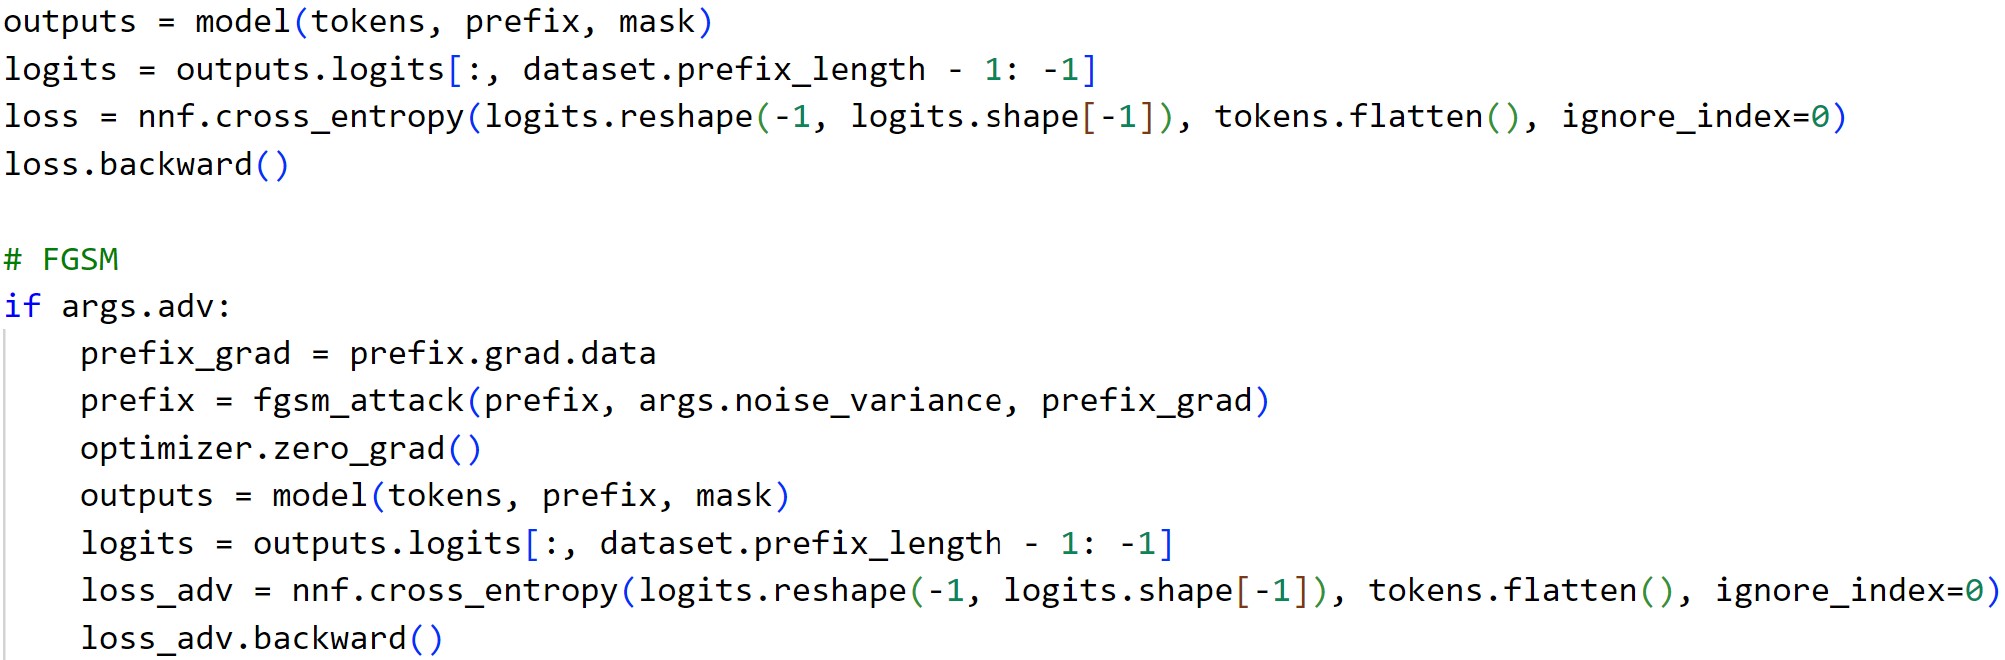 outputs = model(tokens, prefix, mask)
logits = outputs.logits[:, dataset.prefix_length - 1: -1]
loss = nnf.cross_entropy(logits.reshape(-1, logits.shape[-1]), tokens.flatten(), ignore_index=0)
loss.backward()

# FGSM
if args.adv:
    prefix_grad = prefix.grad.data
    prefix = fgsm_attack(prefix, args.noise_variance, prefix_grad)
    optimizer.zero_grad()
    outputs = model(tokens, prefix, mask)
    logits = outputs.logits[:, dataset.prefix_length - 1: -1]
    loss_adv = nnf.cross_entropy(logits.reshape(-1, logits.shape[-1]), tokens.flatten(), ignore_index=0)
    loss_adv.backward()